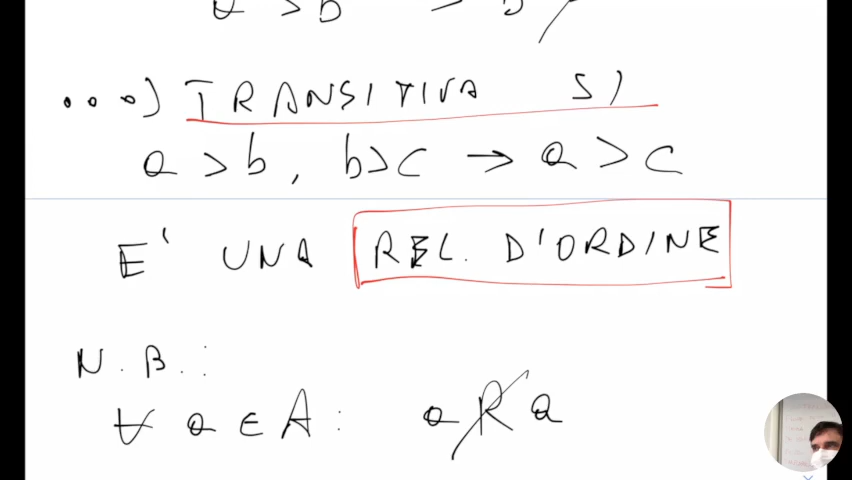 a > b → b
•••) TRANSITIVA SI
a > b, b > c → a > c
E' UNA REL. D'ORDINE
N.B.:
∀ a ∈ A: a R̸ a